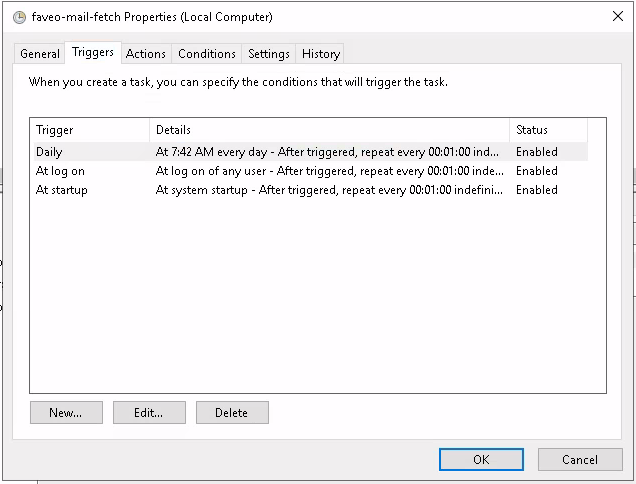 faveo-mail-fetch Properties (Local Computer)
General Triggers Actions Conditions Settings History
When you create a task, you can specify the conditions that will trigger the task.
Trigger Details Status
Daily At 7:42 AM every day - After triggered, repeat every 00:01:00 ind... Enabled
At log on At log on of any user - After triggered, repeat every 00:01:00 inde... Enabled
At startup At system startup - After triggered, repeat every 00:01:00 indefini... Enabled
New... Edit... Delete
OK Cancel